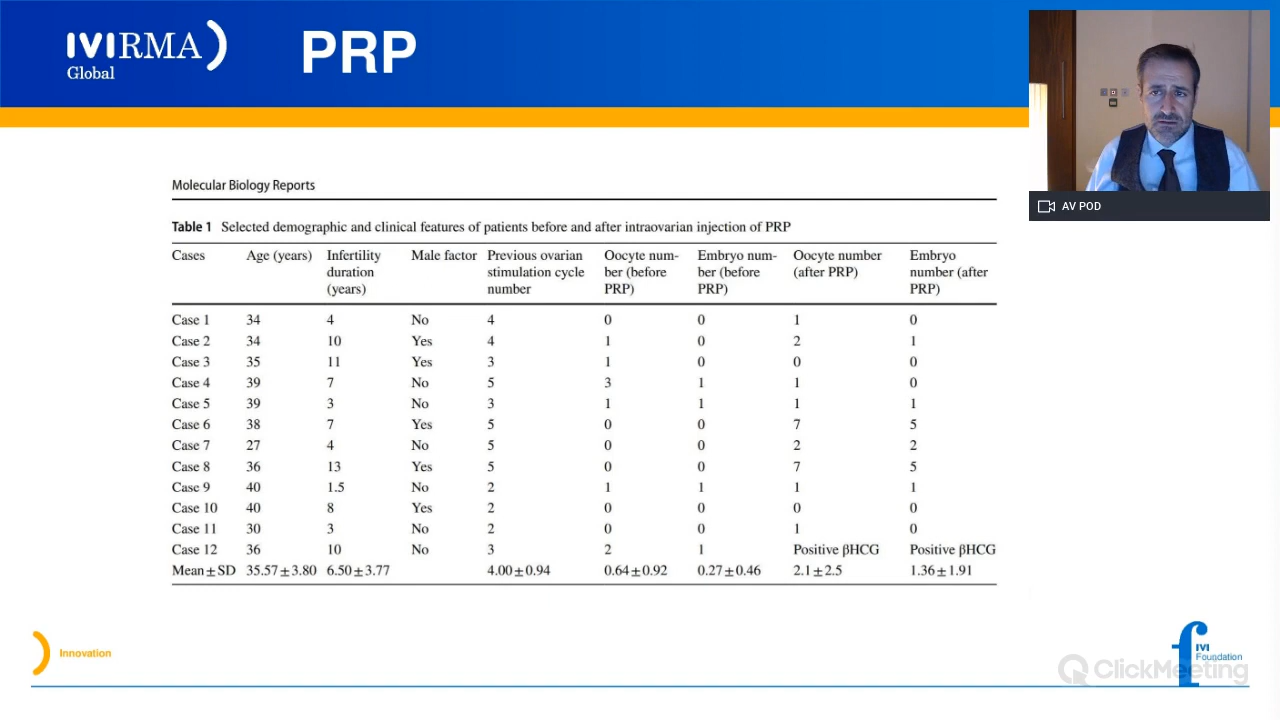 IVIRMA
Global
PRP
AV POD
Molecular Biology Reports
Table 1 Selected demographic and clinical features of patients before and after intraovarian injection of PRP
Cases Age (years) Infertility duration (years) Male factor Previous ovarian stimulation cycle number Oocyte num-ber (before PRP) Embryo num-ber (before PRP) Oocyte number (after PRP) Embryo number (after PRP)
Case 1 34 4 No 4 0 0 1 0
Case 2 34 10 Yes 4 1 0 2 1
Case 3 35 11 Yes 3 1 0 0 0
Case 4 39 7 No 5 3 1 1 0
Case 5 39 3 No 3 1 1 1 1
Case 6 38 7 Yes 5 0 0 7 5
Case 7 27 4 No 5 0 0 2 2
Case 8 36 13 Yes 5 0 0 7 5
Case 9 40 1.5 No 2 1 1 1 1
Case 10 40 8 Yes 2 0 0 0 0
Case 11 30 3 No 2 0 0 1 0
Case 12 36 10 No 3 2 1 Positive βHCG Positive βHCG
Mean±SD 35.57±3.80 6.50±3.77 4.00±0.94 0.64±0.92 0.27±0.46 2.1±2.5 1.36±1.91
Innovation
IVI
Foundation
ClickMeeting